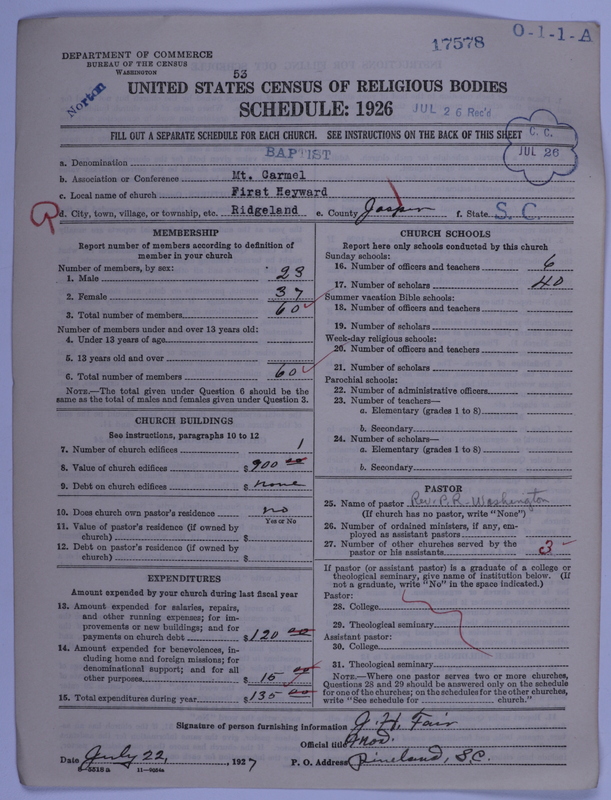 17578
O-1-1-A
DEPARTMENT OF COMMERCE
BUREAU OF THE CENSUS
WASHINGTON
Norton
53
UNITED STATES CENSUS OF RELIGIOUS BODIES
SCHEDULE: 1926
JUL 26 Rec'd
FILL OUT A SEPARATE SCHEDULE FOR EACH CHURCH. SEE INSTRUCTIONS ON THE BACK OF THIS SHEET
C. C.
JUL 26
a. Denomination BAPTIST
b. Association or Conference Mt. Carmel
c. Local name of church First Heyward
d. City, town, village, or township, etc. Ridgeland e. County Jasper f. State S. C.
MEMBERSHIP
Report number of members according to definition of
member in your church
Number of members, by sex:
1. Male 23
2. Female 37
3. Total number of members 60
Number of members under and over 13 years old:
4. Under 13 years of age
5. 13 years old and over
6. Total number of members 60
NOTE.—The total given under Question 6 should be
the same as the total of males and females given under Question 3.
CHURCH BUILDINGS
See instructions, paragraphs 10 to 12
7. Number of church edifices 1
8. Value of church edifices $900 00
9. Debt on church edifices $ none
10. Does church own pastor's residence no
Yes or No
11. Value of pastor's residence (if owned by
church) $
12. Debt on pastor's residence (if owned by
church) $
EXPENDITURES
Amount expended by your church during last fiscal year
13. Amount expended for salaries, repairs,
and other running expenses; for im-
provements or new buildings; and for
payments on church debt $120 00
14. Amount expended for benevolences, in-
cluding home and foreign missions; for
denominational support; and for all
other purposes $ 15 00
15. Total expenditures during year $135 00
CHURCH SCHOOLS
Report here only schools conducted by this church
Sunday schools:
16. Number of officers and teachers 6
17. Number of scholars 40
Summer vacation Bible schools:
18. Number of officers and teachers
19. Number of scholars
Week-day religious schools:
20. Number of officers and teachers
21. Number of scholars
Parochial schools:
22. Number of administrative officers
23. Number of teachers—
a. Elementary (grades 1 to 8)
b. Secondary
24. Number of scholars—
a. Elementary (grades 1 to 8)
b. Secondary
PASTOR
25. Name of pastor Rev. P. R. Washington
(If church has no pastor, write "None")
26. Number of ordained ministers, if any, em-
ployed as assistant pastors
27. Number of other churches served by the
pastor or his assistants 3
If pastor (or assistant pastor) is a graduate of a college or
theological seminary, give name of institution below. (If
not a graduate, write "No" in the space indicated.)
Pastor:
28. College
29. Theological seminary
Assistant pastor:
30. College
31. Theological seminary
NOTE.—Where one pastor serves two or more churches,
Questions 28 and 29 should be answered only on the schedule
for one of the churches; on the schedules for the other churches,
write "See schedule for church."
Signature of person furnishing information J. H. Fair
Official title Mod.
Date July 22, 1927 P. O. Address Pineland, S.C.
8-5519a 11-9264a